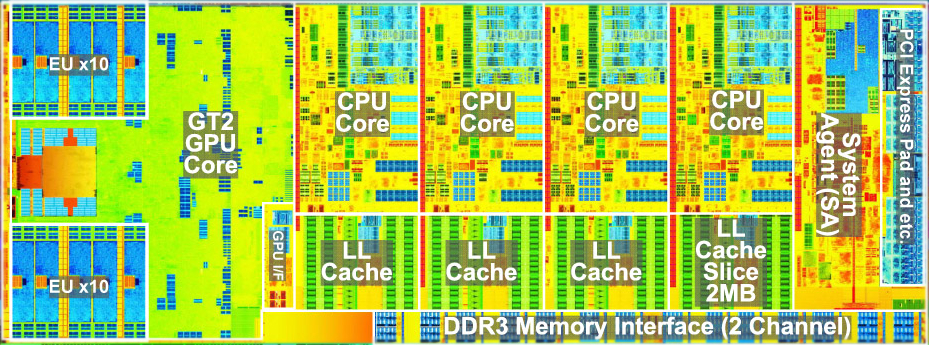 EU x10
GT2
GPU
Core
EU x10
GPU I/F
CPU
Core
CPU
Core
CPU
Core
CPU
Core
LL
Cache
LL
Cache
LL
Cache
LL
Cache
Slice
2MB
System
Agent (SA)
PCI Express Pad and etc
DDR3 Memory Interface (2 Channel)